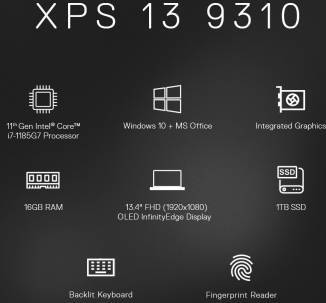 XPS 13 9310
11th Gen Intel® Core™
i7-1185G7 Processor
Windows 10 + MS Office
Integrated Graphics
16GB RAM
13.4" FHD (1920x1080)
OLED InfinityEdge Display
SSD
1TB SSD
Backlit Keyboard
Fingerprint Reader